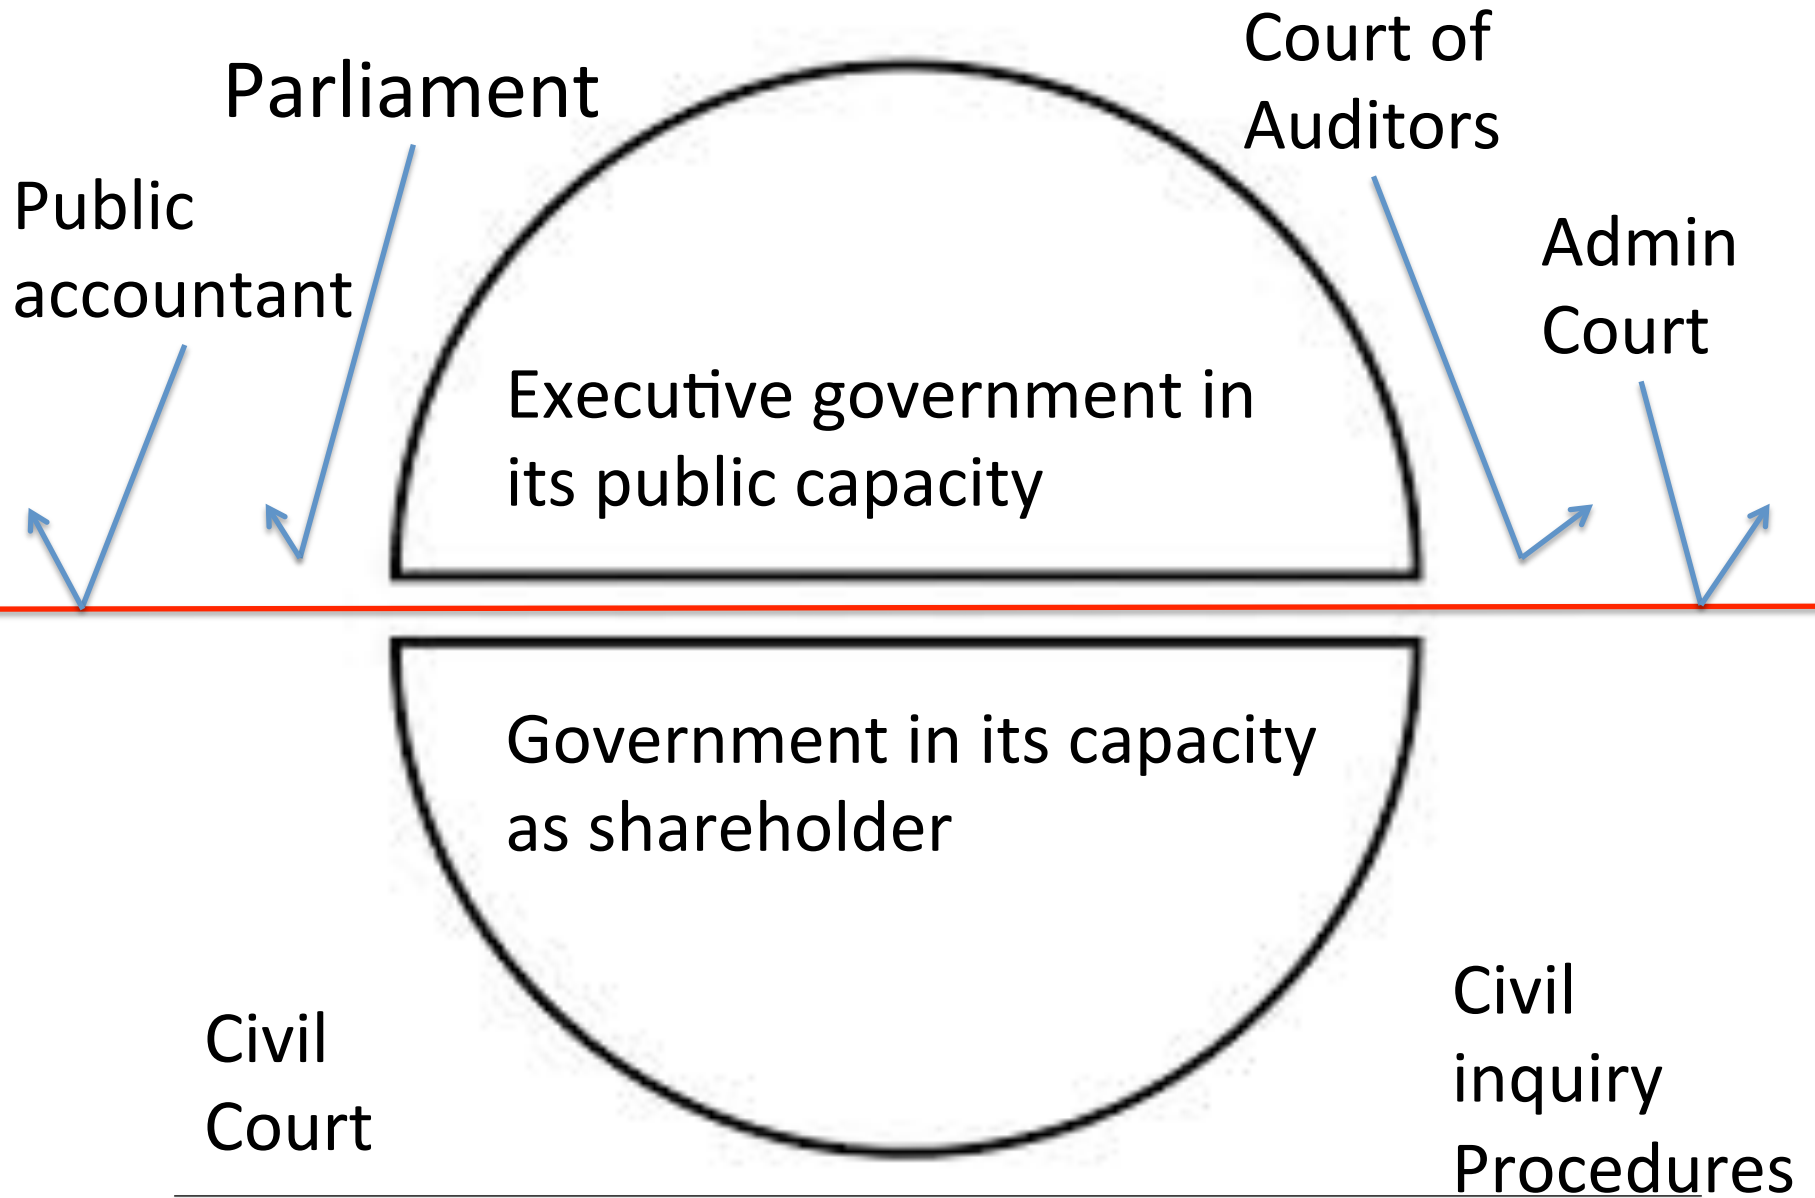 Parliament
Court of
Auditors
Public
accountant
Admin
Court
Executive government in
its public capacity
Government in its capacity
as shareholder
Civil
Court
Civil
inquiry
Procedures